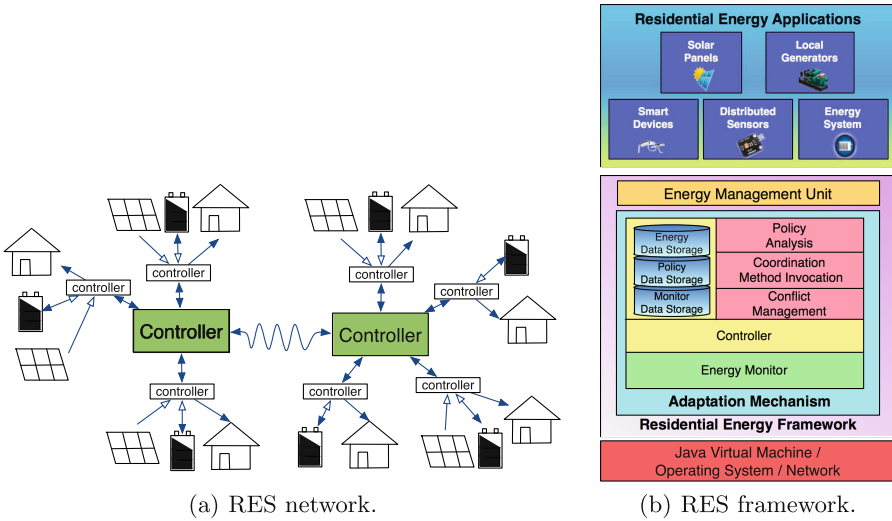 controller
controller
controller
controller
Controller
Controller
controller
controller
controller
(a) RES network.
Residential Energy Applications
Solar
Panels
Local
Generators
Smart
Devices
Distributed
Sensors
Energy
System
Energy Management Unit
Energy
Data Storage
Policy
Data Storage
Monitor
Data Storage
Policy
Analysis
Coordination
Method Invocation
Conflict
Management
Controller
Energy Monitor
Adaptation Mechanism
Residential Energy Framework
Java Virtual Machine /
Operating System / Network
(b) RES framework.